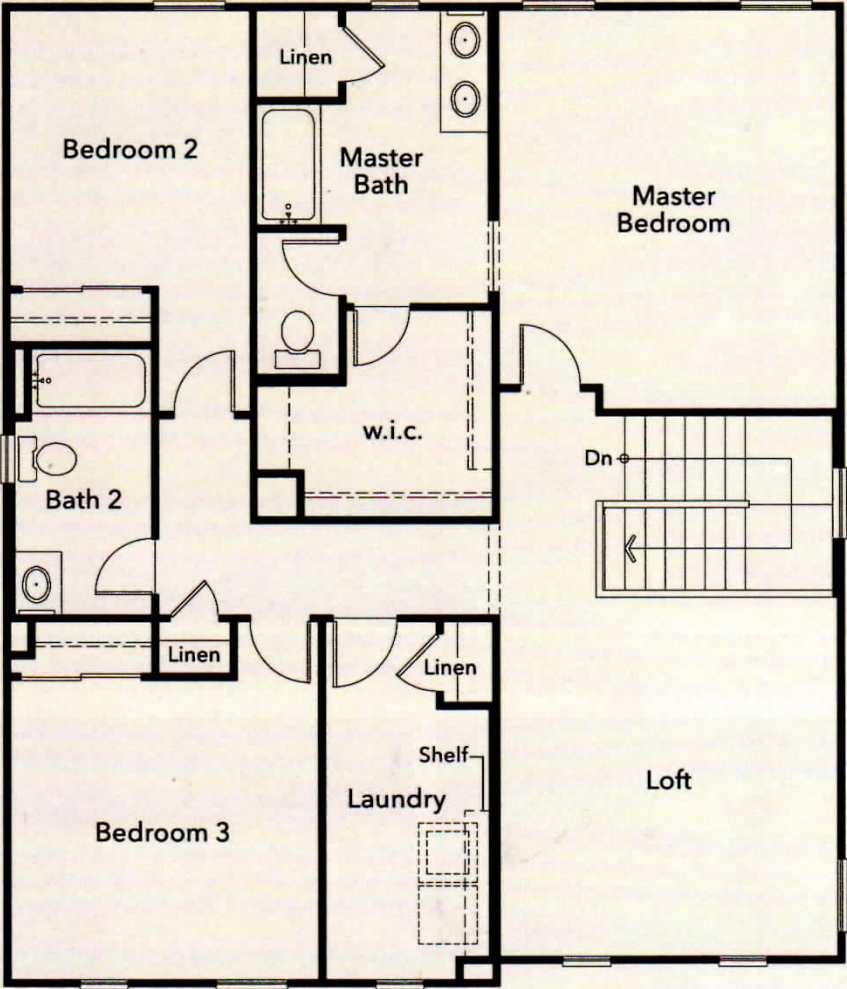 Linen
Bedroom 2
Master
Bath
Master
Bedroom
w.i.c.
Dn
Bath 2
Linen
Linen
Shelf
Laundry
Loft
Bedroom 3